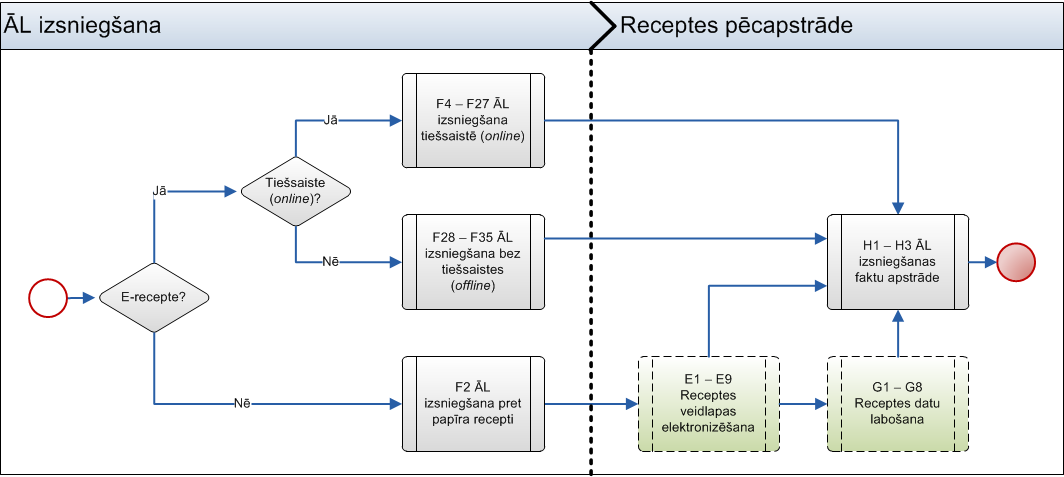 ĀL izsniegšana
Receptes pēcapstrāde
F4 – F27 ĀL
izsniegšana
tiešsaistē (online)
Jā
Tiešsaiste
(online)?
Jā
Nē
F28 – F35 ĀL
izsniegšana bez
tiešsaistes
(offline)
H1 – H3 ĀL
izsniegšanas
faktu apstrāde
E-recepte?
Nē
F2 ĀL
izsniegšana pret
papīra recepti
E1 – E9
Receptes
veidlapas
elektronizēšana
G1 – G8
Receptes datu
labošana